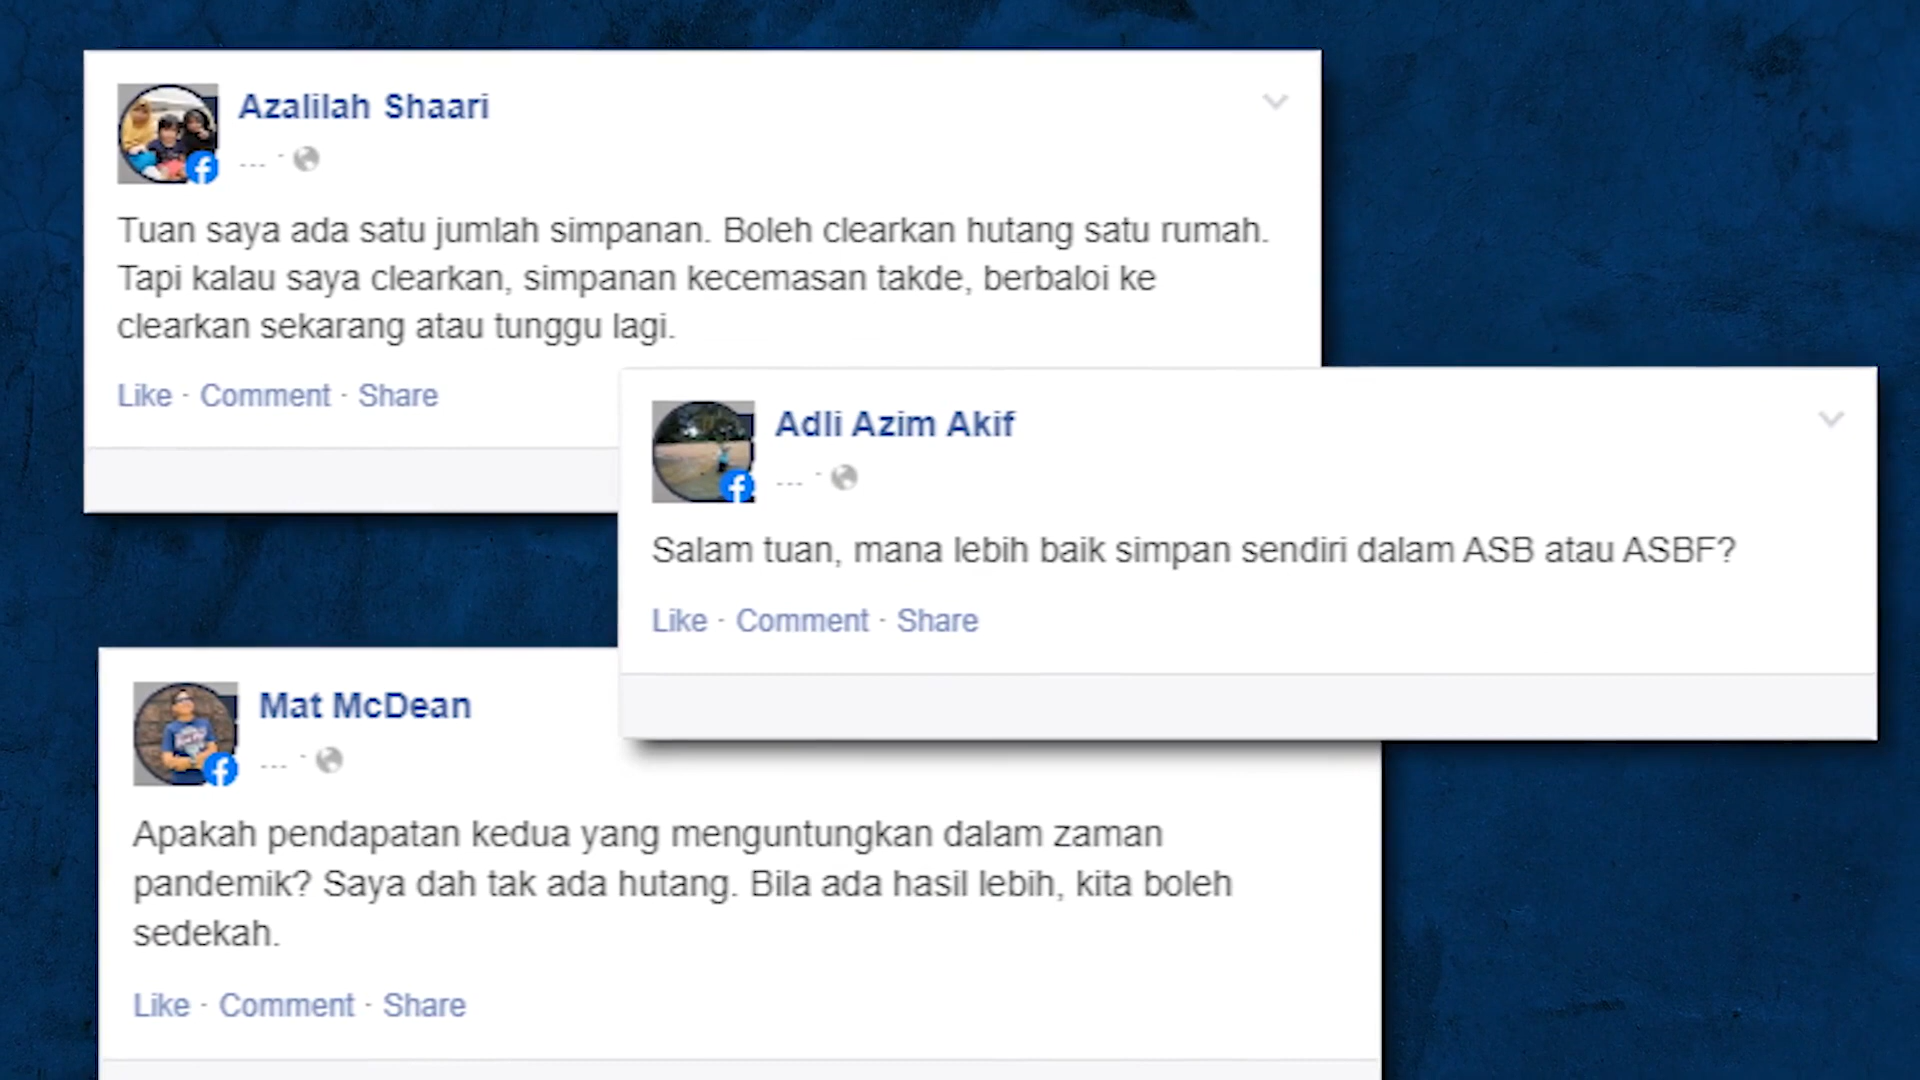 Azalilah Shaari
Tuan saya ada satu jumlah simpanan. Boleh clearkan hutang satu rumah.
Tapi kalau saya clearkan, simpanan kecemasan takde, berbaloi ke
clearkan sekarang atau tunggu lagi.
Like · Comment · Share
Adli Azim Akif
Salam tuan, mana lebih baik simpan sendiri dalam ASB atau ASBF?
Like · Comment · Share
Mat McDean
Apakah pendapatan kedua yang menguntungkan dalam zaman
pandemik? Saya dah tak ada hutang. Bila ada hasil lebih, kita boleh
sedekah.
Like · Comment · Share